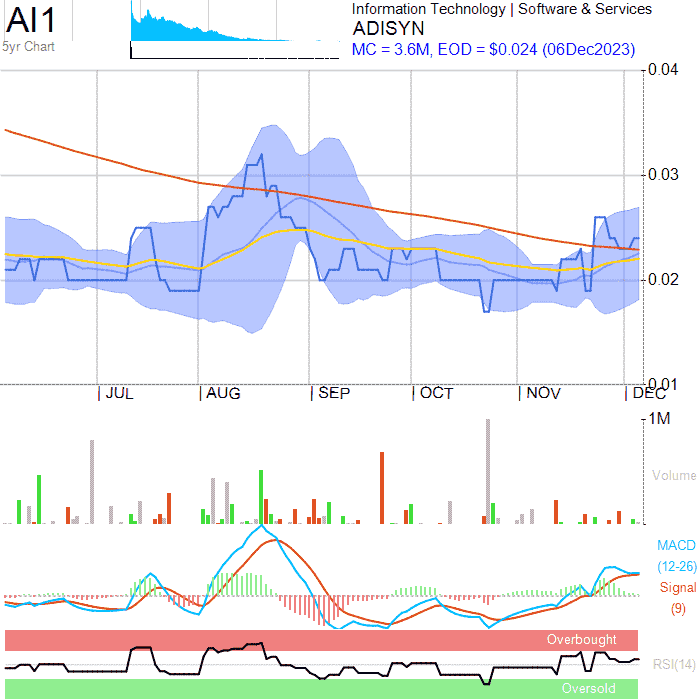 AI1
5yr Chart
Information Technology | Software & Services
ADISYN
MC = 3.6M, EOD = $0.024 (06Dec2023)
0.04
0.03
0.02
0.01
JUL AUG SEP OCT NOV DEC
1M
Volume
MACD
(12-26)
Signal
(9)
Overbought
RSI(14)
Oversold